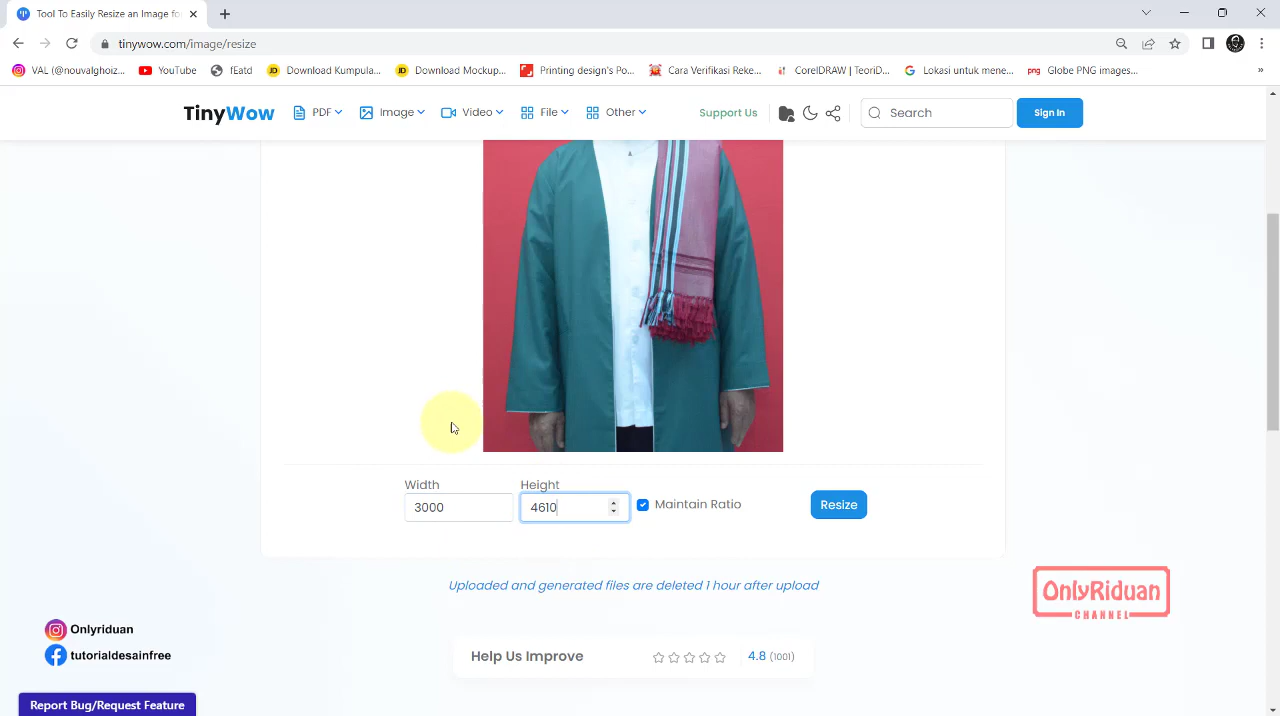 Tool To Easily Resize an Image fo
tinywow.com/image/resize
VAL (@nouvalghoiz...
YouTube
fEatd
Download Kumpula...
Download Mockup...
Printing design's Po...
Cara Verifikasi Reke...
CorelDRAW | TeoriD...
Lokasi untuk mene...
png
Globe PNG images...
»
TinyWow
PDF
Image
Video
File
Other
Support Us
Search
Sign In
Width
Height
3000
4610
Maintain Ratio
Resize
Uploaded and generated files are deleted 1 hour after upload
OnlyRiduan
CHANNEL
Onlyriduan
tutorialdesainfree
Help Us Improve
4.8 (1001)
Report Bug/Request Feature